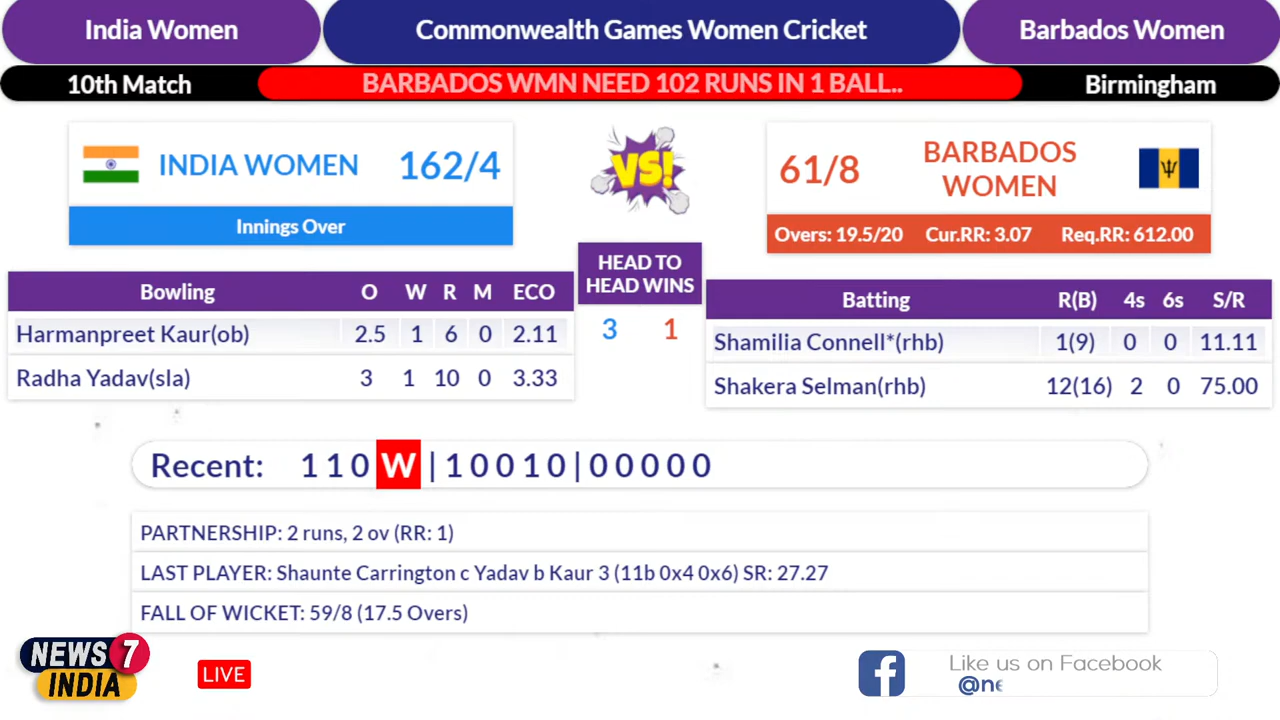 India Women
Commonwealth Games Women Cricket
Barbados Women
10th Match
BARBADOS WMN NEED 102 RUNS IN 1 BALL..
Birmingham
INDIA WOMEN 162/4
Innings Over
VS!
61/8
BARBADOS
WOMEN
Overs: 19.5/20 Cur.RR: 3.07 Req.RR: 612.00
HEAD TO
HEAD WINS
3 1
Bowling O W R M ECO
Harmanpreet Kaur(ob) 2.5 1 6 0 2.11
Radha Yadav(sla) 3 1 10 0 3.33
Batting R(B) 4s 6s S/R
Shamilia Connell*(rhb) 1(9) 0 0 11.11
Shakera Selman(rhb) 12(16) 2 0 75.00
Recent: 1 1 0 W | 1 0 0 1 0 | 0 0 0 0 0
PARTNERSHIP: 2 runs, 2 ov (RR: 1)
LAST PLAYER: Shaunte Carrington c Yadav b Kaur 3 (11b 0x4 0x6) SR: 27.27
FALL OF WICKET: 59/8 (17.5 Overs)
NEWS 7
INDIA
LIVE
f
Like us on Facebook